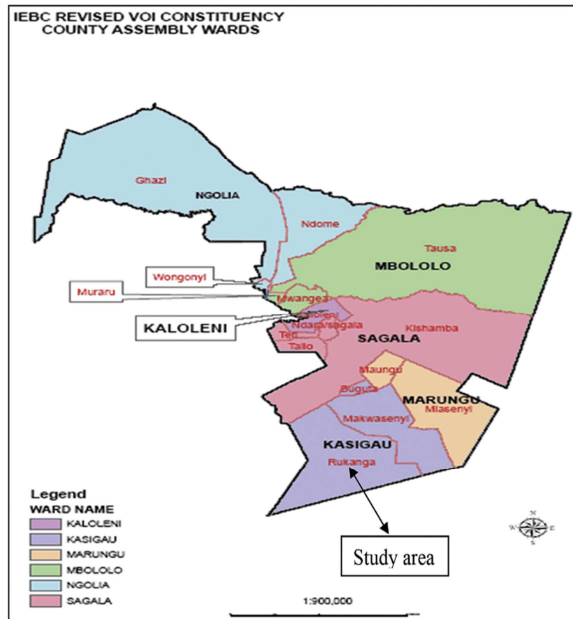 IEBC REVISED VOI CONSTITUENCY
COUNTY ASSEMBLY WARDS
Ghazi
NGOLIA
Ndome
Tausa
MBOLOLO
Wongonyi
Muraru
Mwangea
KALOLENI
Teri
Tallo
SAGALA
Kishamba
Maungu
Buguta
MARUNGU
Mlasenyi
Makwasenyi
KASIGAU
Rukanga
Study area
Legend
WARD NAME
KALOLENI
KASIGAU
MARUNGU
MBOLOLO
NGOLIA
SAGALA
N
W
E
S
1:900,000